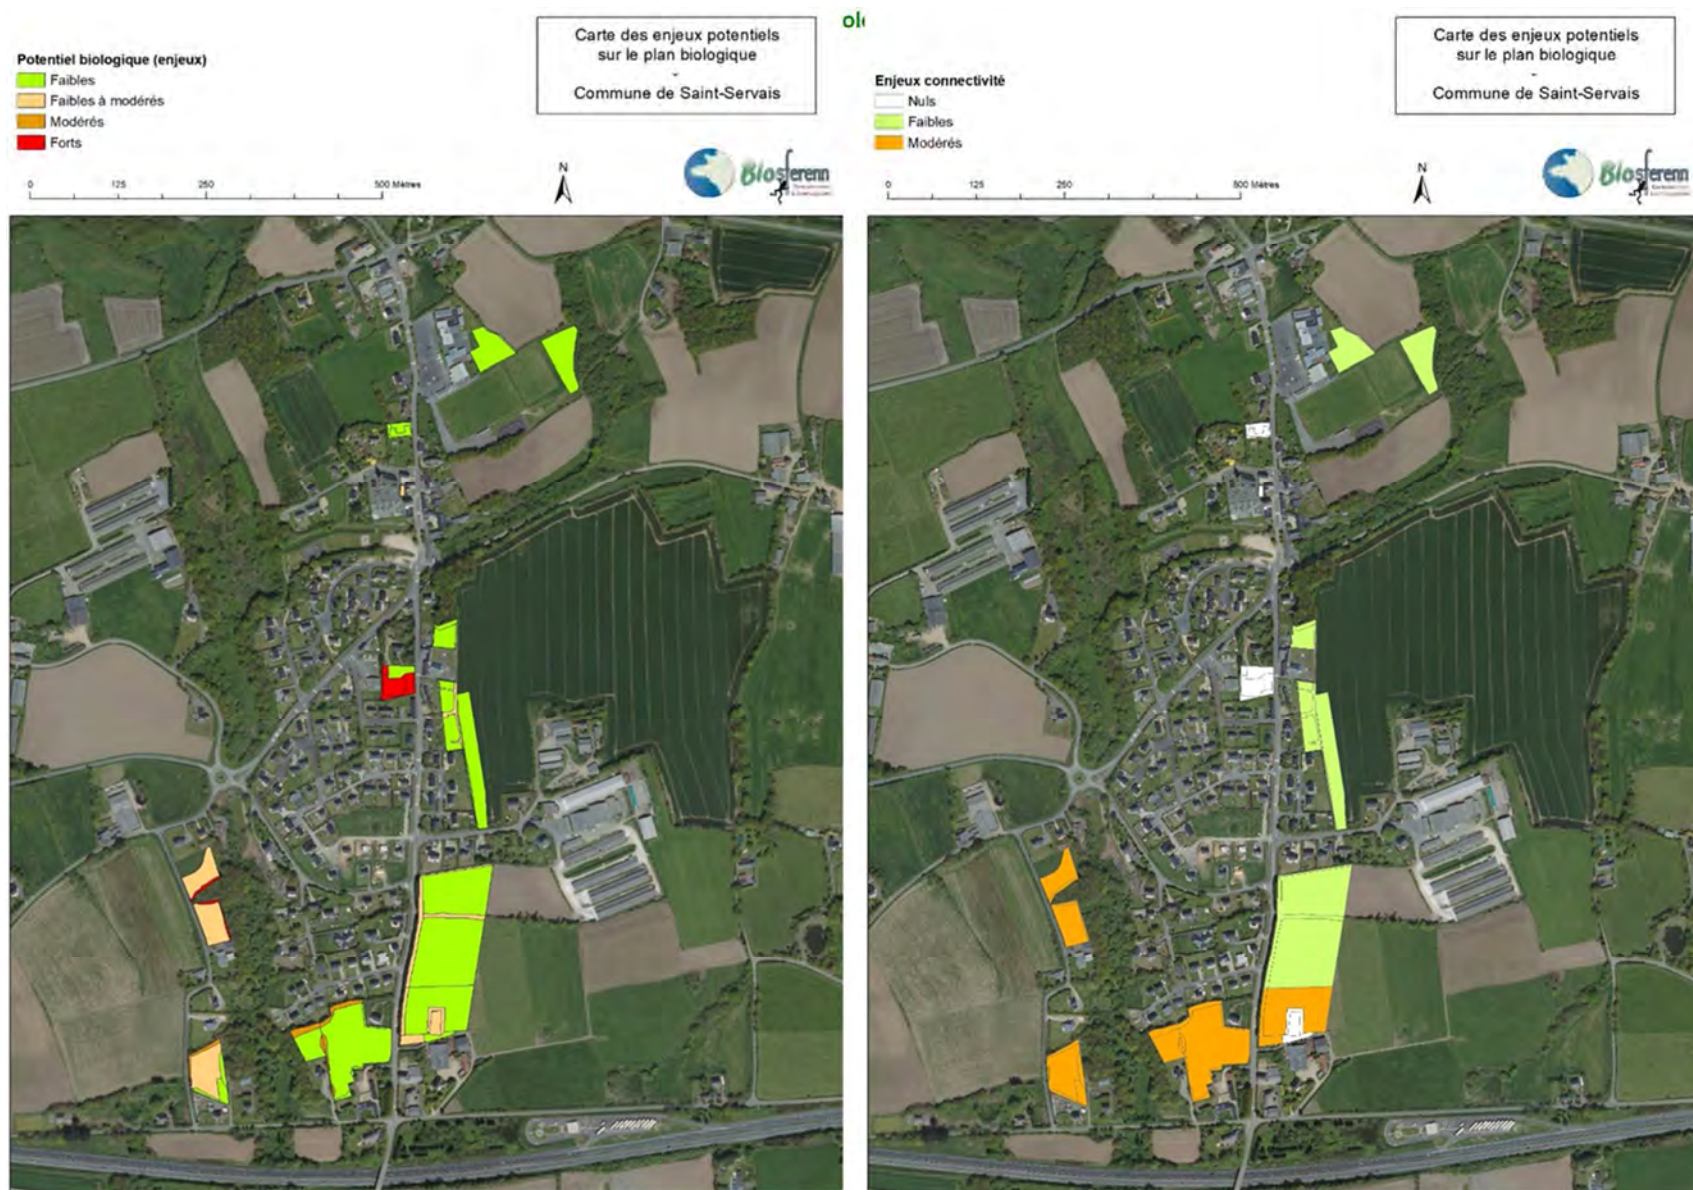 olo
Potentiel biologique (enjeux)
Faibles
Faibles à modérés
Modérés
Forts
Carte des enjeux potentiels
sur le plan biologique
-
Commune de Saint-Servais
0 125 250 500 Mètres
N
Biosferenn
Enjeux connectivité
Nuls
Faibles
Modérés
Carte des enjeux potentiels
sur le plan biologique
-
Commune de Saint-Servais
0 125 250 500 Mètres
N
Biosferenn